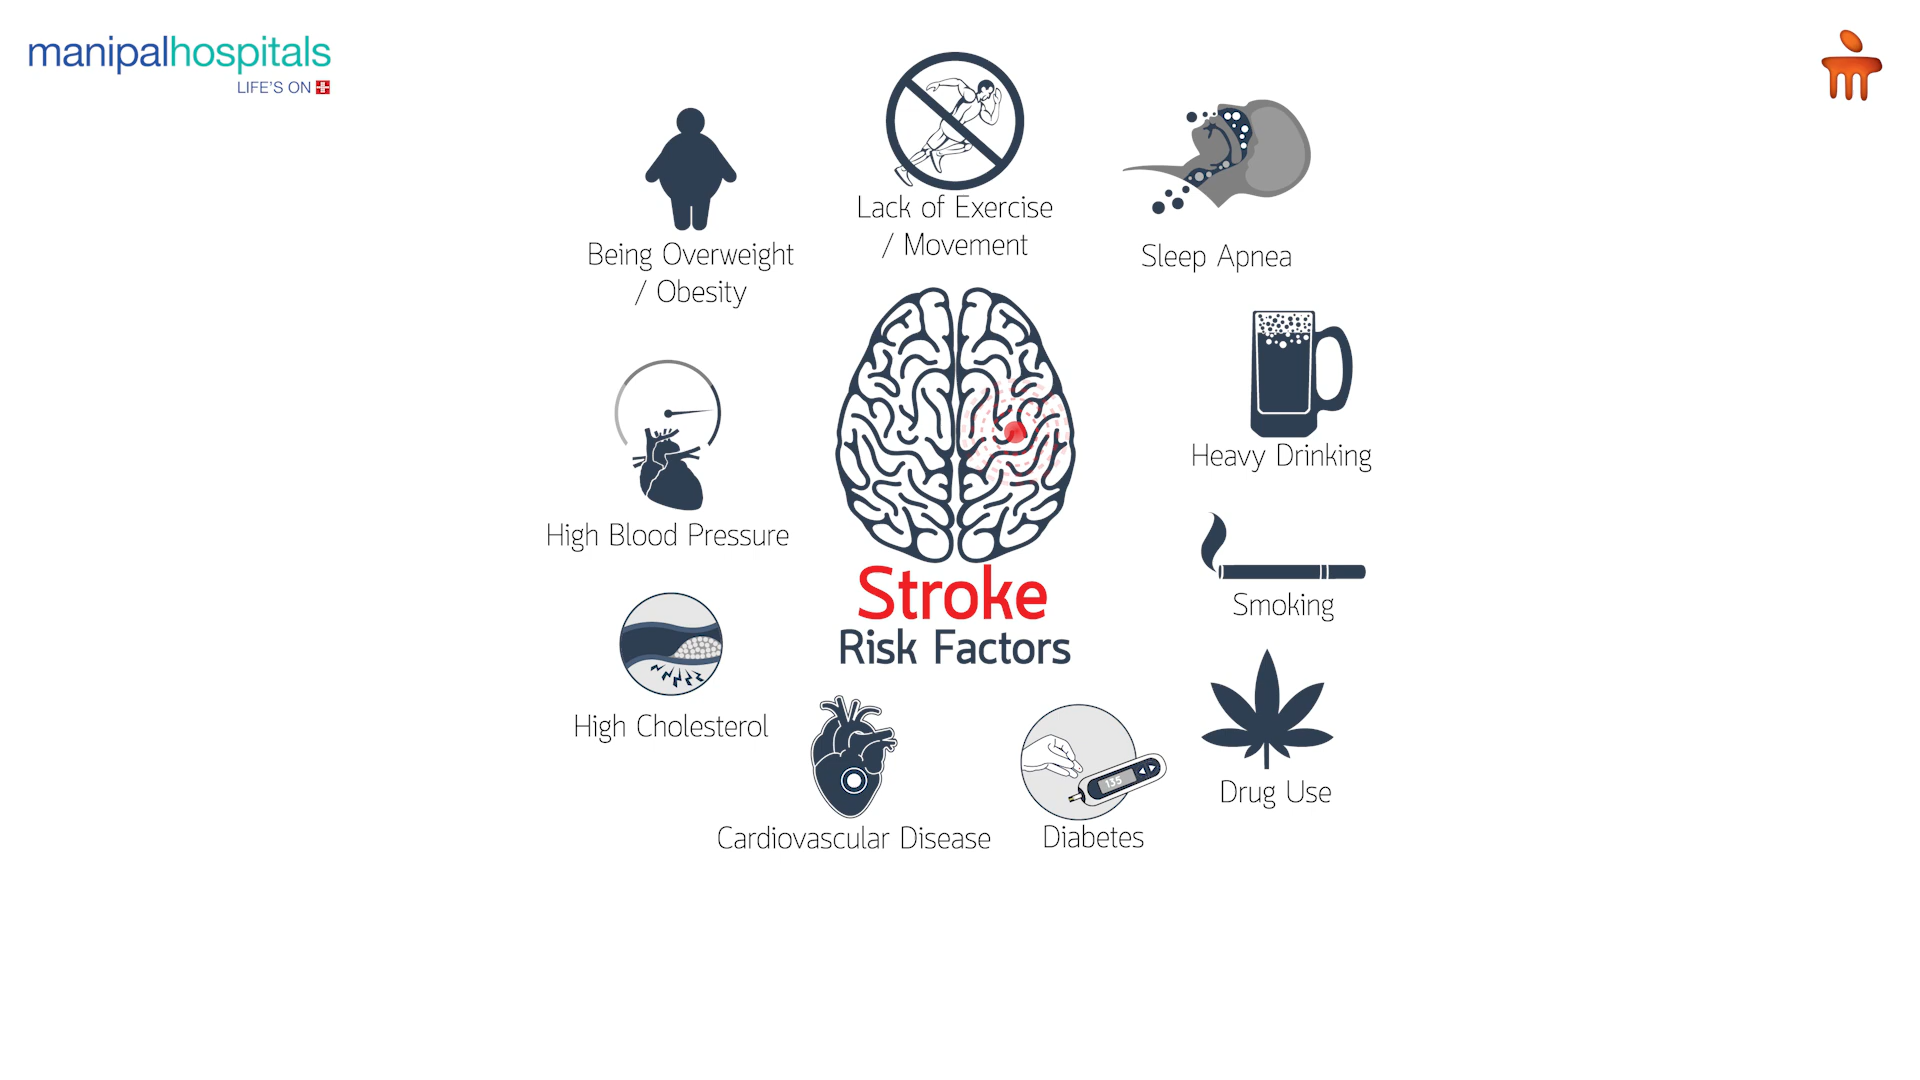 manipalhospitals
LIFE'S ON
Lack of Exercise
/ Movement
Being Overweight
/ Obesity
Sleep Apnea
Heavy Drinking
High Blood Pressure
Stroke
Risk Factors
Smoking
High Cholesterol
Drug Use
135
Cardiovascular Disease
Diabetes